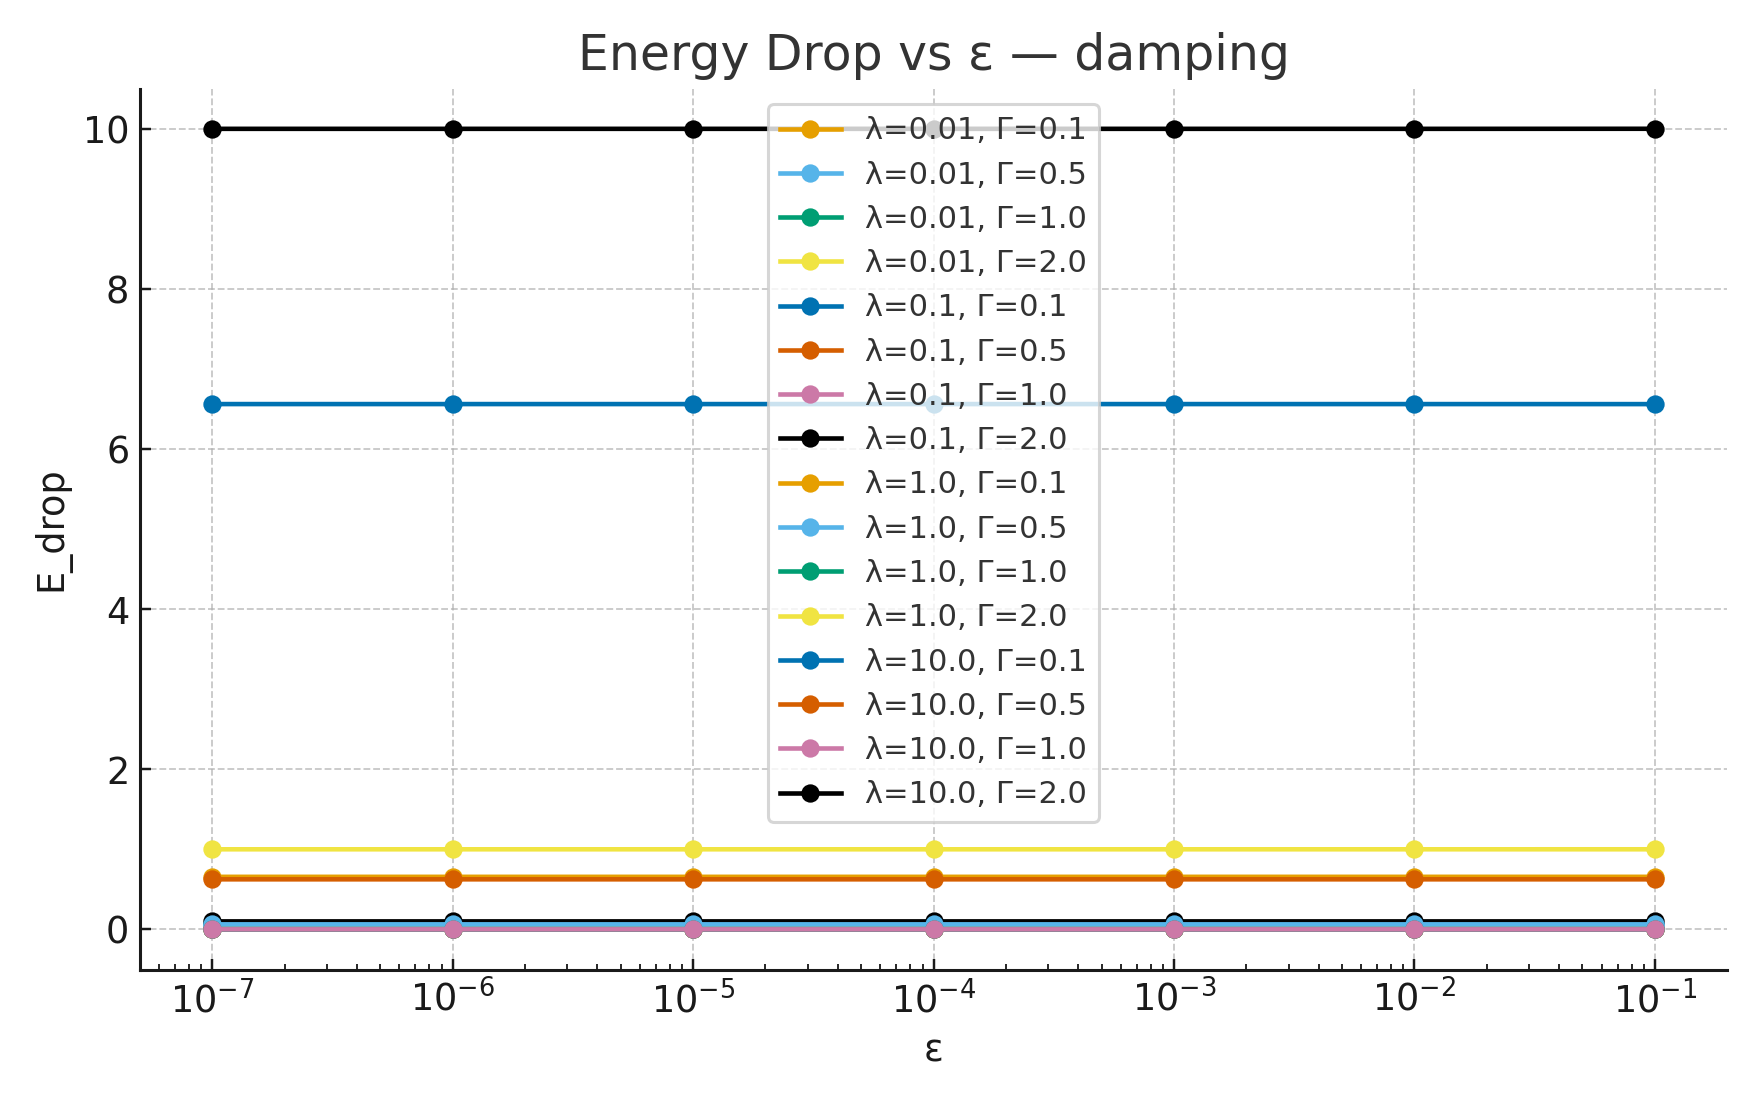 Energy Drop vs ε — damping
E_drop
10
8
6
4
2
0
λ=0.01, Γ=0.1
λ=0.01, Γ=0.5
λ=0.01, Γ=1.0
λ=0.01, Γ=2.0
λ=0.1, Γ=0.1
λ=0.1, Γ=0.5
λ=0.1, Γ=1.0
λ=0.1, Γ=2.0
λ=1.0, Γ=0.1
λ=1.0, Γ=0.5
λ=1.0, Γ=1.0
λ=1.0, Γ=2.0
λ=10.0, Γ=0.1
λ=10.0, Γ=0.5
λ=10.0, Γ=1.0
λ=10.0, Γ=2.0
10⁻⁷ 10⁻⁶ 10⁻⁵ 10⁻⁴ 10⁻³ 10⁻² 10⁻¹
ε